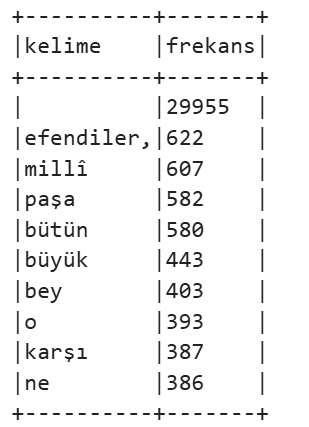 +----------+-------+
|kelime    |frekans|
+----------+-------+
|          |29955  |
|efendiler,|622    |
|millî     |607    |
|paşa      |582    |
|bütün     |580    |
|büyük     |443    |
|bey       |403    |
|o         |393    |
|karşı     |387    |
|ne        |386    |
+----------+-------+